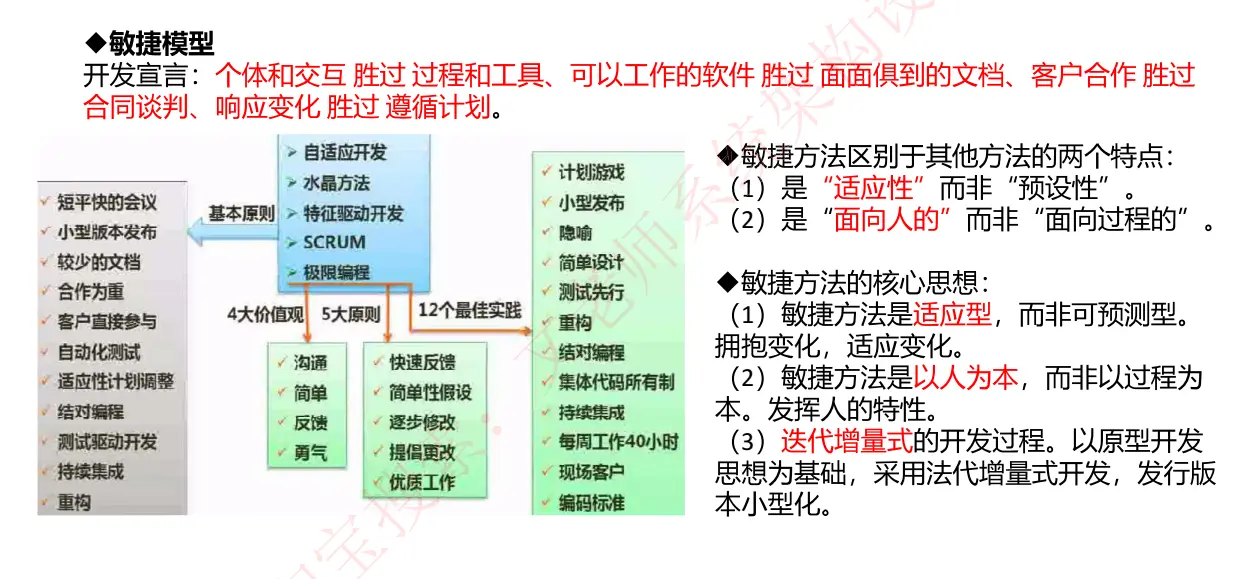 ◆敏捷模型
开发宣言：个体和交互 胜过 过程和工具、可以工作的软件 胜过 面面俱到的文档、客户合作 胜过
合同谈判、响应变化 胜过 遵循计划。
短平快的会议
小型版本发布
较少的文档
合作为重
客户直接参与
自动化测试
适应性计划调整
结对编程
测试驱动开发
持续集成
重构
基本原则
自适应开发
水晶方法
特征驱动开发
SCRUM
极限编程
4大价值观
5大原则
12个最佳实践
沟通
简单
反馈
勇气
快速反馈
简单性假设
逐步修改
提倡更改
优质工作
计划游戏
小型发布
隐喻
简单设计
测试先行
重构
结对编程
集体代码所有制
持续集成
每周工作40小时
现场客户
编码标准
◆敏捷方法区别于其他方法的两个特点：
（1）是“适应性”而非“预设性”。
（2）是“面向人的”而非“面向过程的”。
◆敏捷方法的核心思想：
（1）敏捷方法是适应型，而非可预测型。
拥抱变化，适应变化。
（2）敏捷方法是以人为本，而非以过程为
本。发挥人的特性。
（3）迭代增量式的开发过程。以原型开发
思想为基础，采用法代增量式开发，发行版
本小型化。